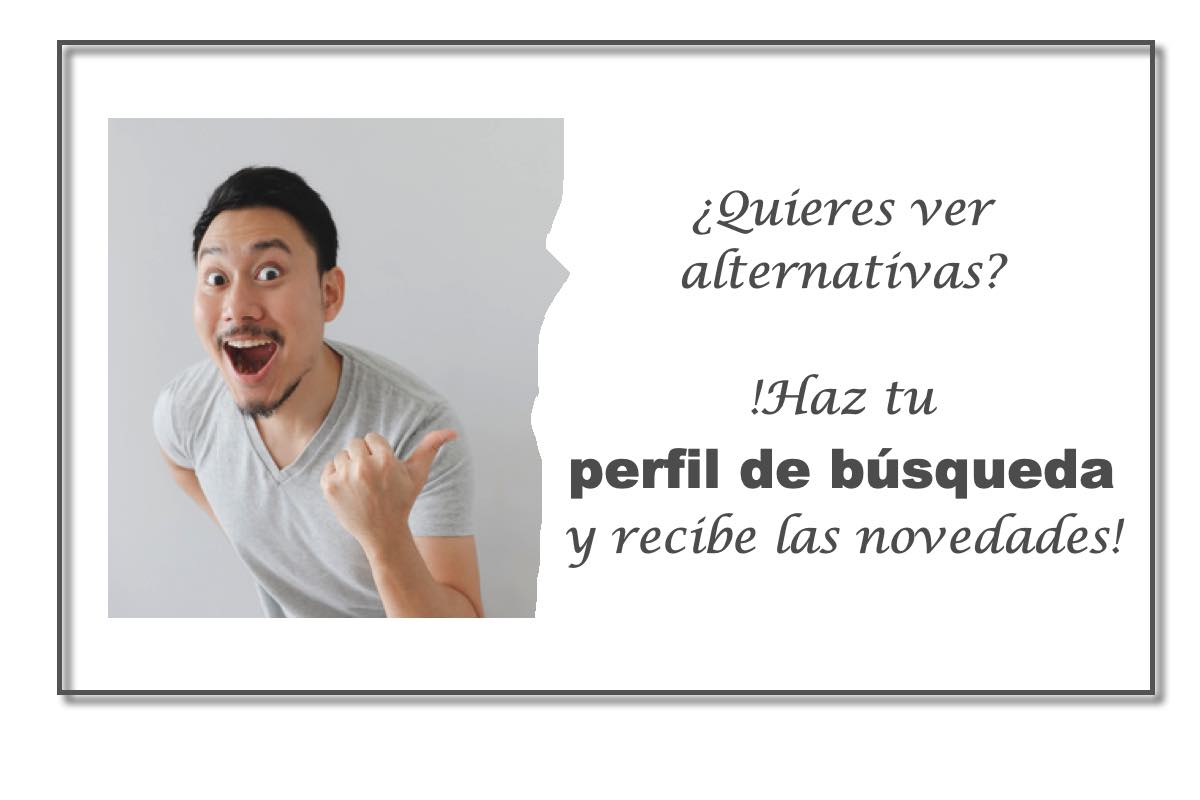 ¿Quieres ver
alternativas?
!Haz tu
perfil de búsqueda
y recibe las novedades!